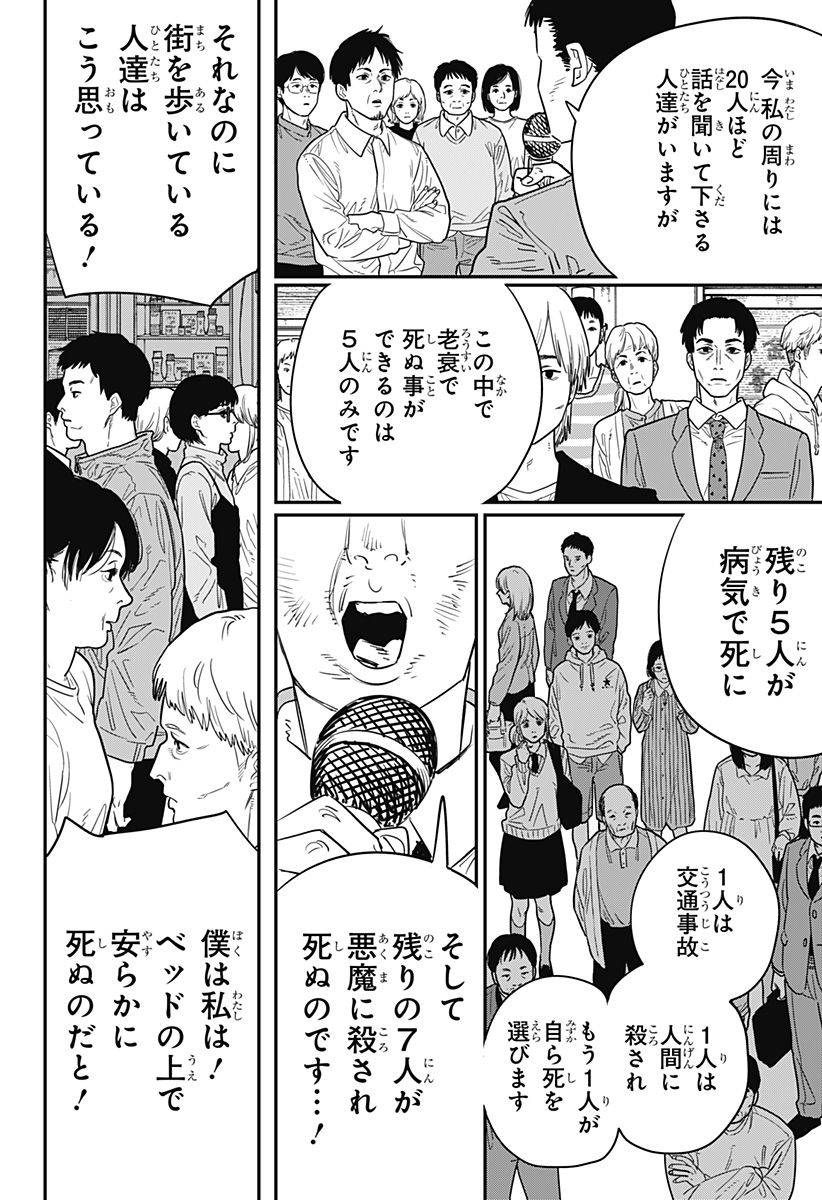 今私の周りには
20人ほど
話を聞いて下さる
人達がいますが
この中で
老衰で
死ぬ事が
できるのは
5人のみです
残り5人が
病気で死に
1人は
交通事故
1人は
人間に
殺され
もう1人が
自ら死を
選びます
そして
残りの7人が
悪魔に殺され
死ぬのです…!
それなのに
街を歩いている
人達は
こう思っている!
僕は私は!
ベッドの上で
安らかに
死ぬのだと!